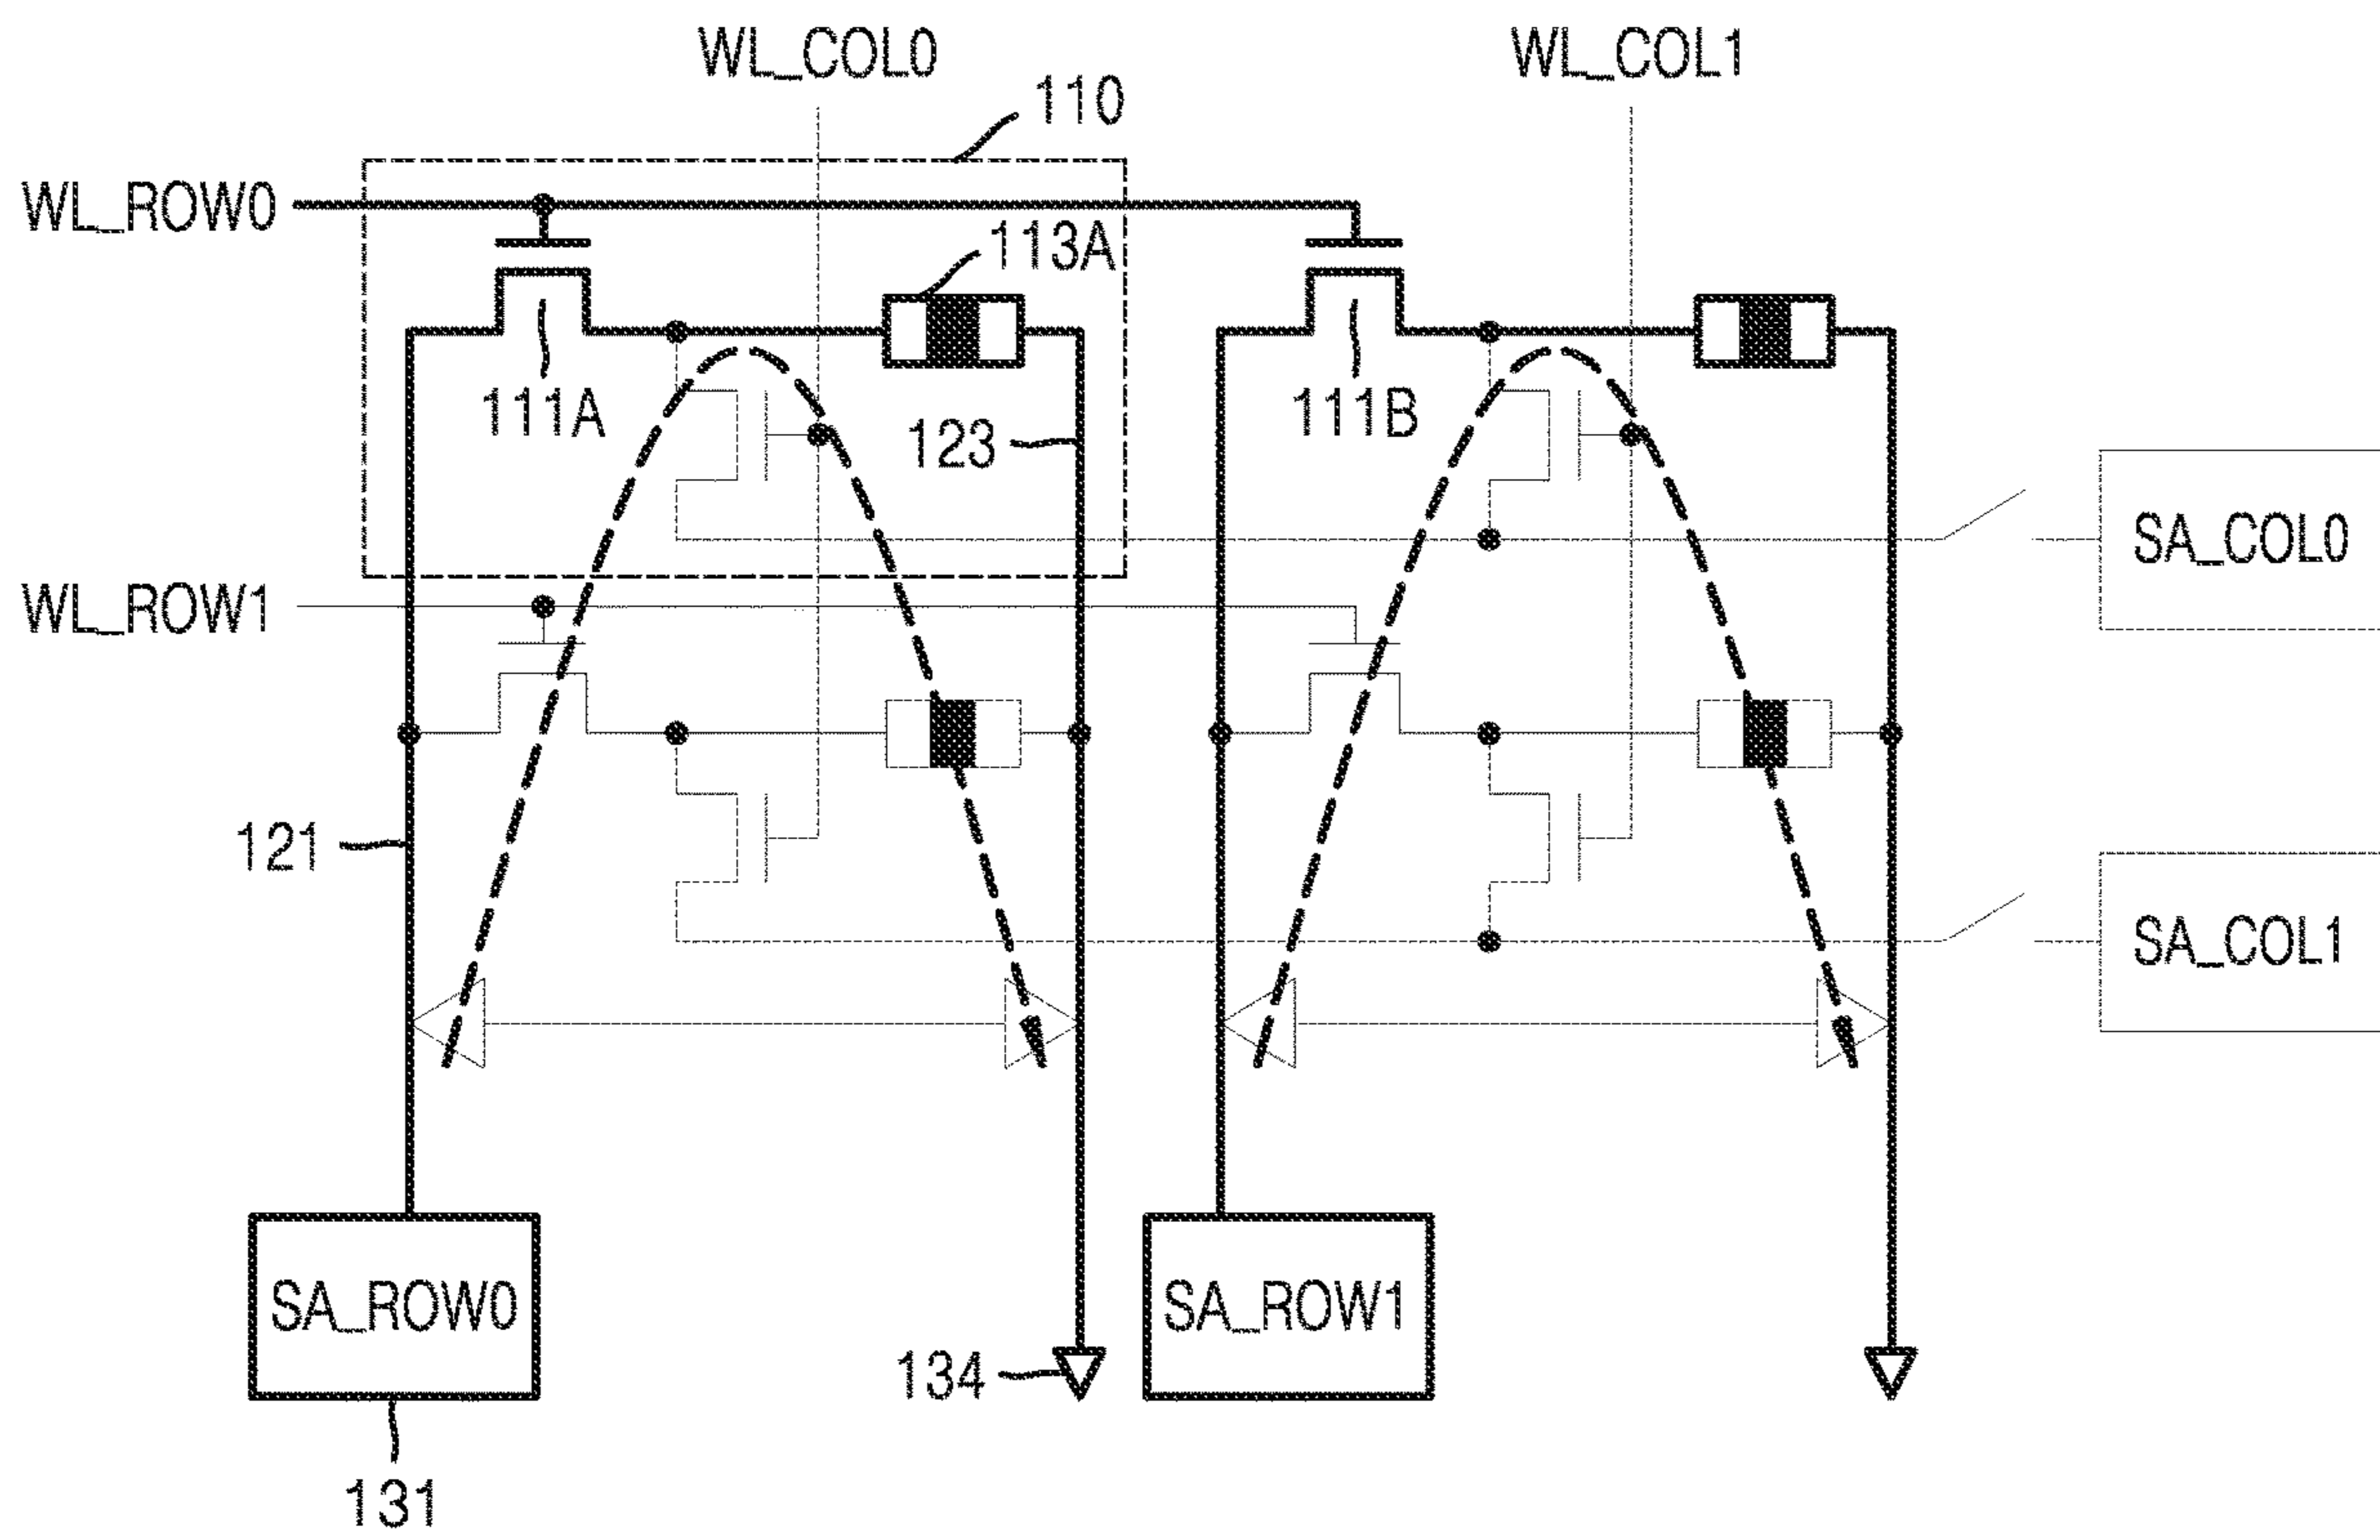 WL_COL0 WL_COL1
110
WL_ROW0
113A
111A 111B
123
SA_COL0
WL_ROW1
121
SA_COL1
SA_ROW0 SA_ROW1
134
131